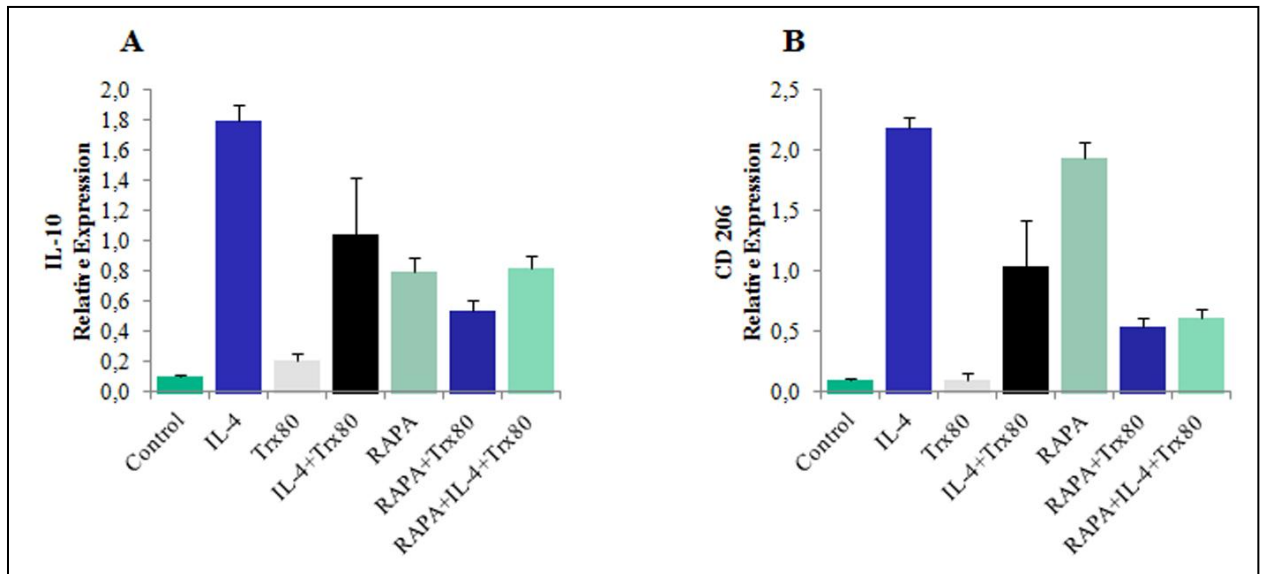 A
IL-10
Relative Expression
2,0
1,8
1,6
1,4
1,2
1,0
0,8
0,6
0,4
0,2
0,0
Control
IL-4
Trx80
IL-4+Trx80
RAPA
RAPA+Trx80
RAPA+IL-4+Trx80
B
CD 206
Relative Expression
2,5
2,0
1,5
1,0
0,5
0,0
Control
IL-4
Trx80
IL-4+Trx80
RAPA
RAPA+Trx80
RAPA+IL-4+Trx80